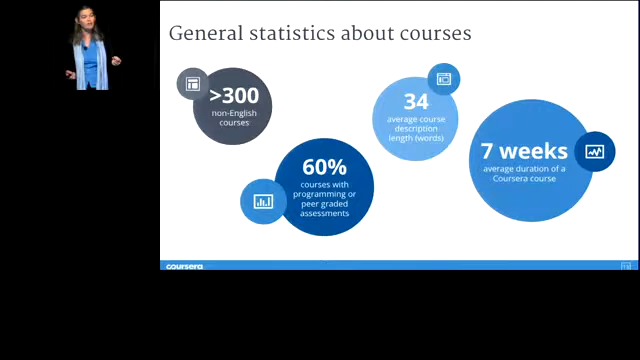 General statistics about courses
>300
non-English
courses
34
average course
description
length (words)
7 weeks
average duration of a
Coursera course
60%
courses with
programming or
peer graded
assessments
coursera